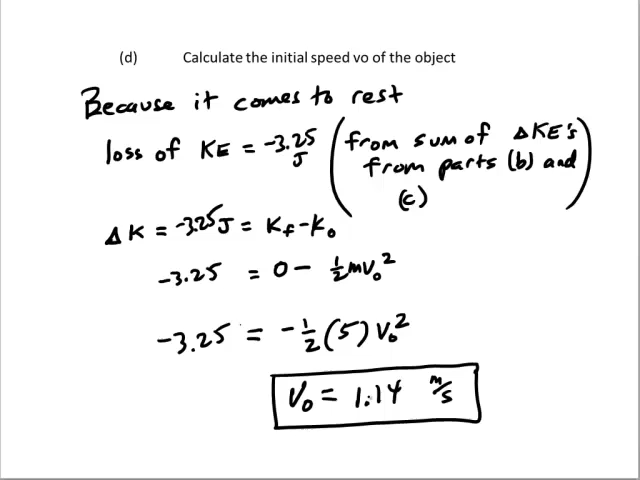 (d) Calculate the initial speed vo of the object
Because it comes to rest
loss of KE = -3.25 J (from sum of ΔKE's
from parts (b) and
(c))
ΔK = -3.25 J = Kf - K₀
-3.25 = 0 - ½mv₀²
-3.25 = -½(5)v₀²
V₀ = 1.14 m/s